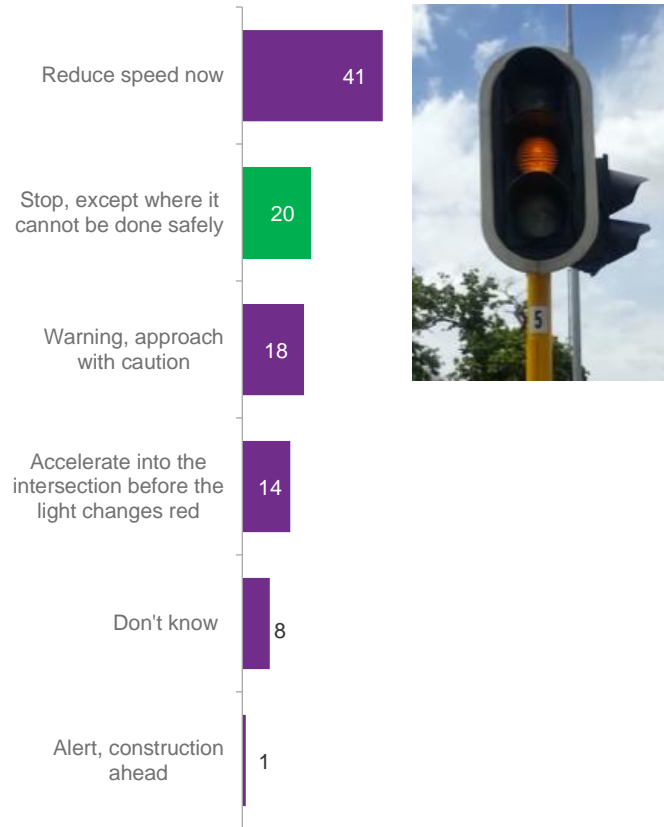 Reduce speed now
41
Stop, except where it
cannot be done safely
20
Warning, approach
with caution
18
Accelerate into the
intersection before the
light changes red
14
Don't know
8
Alert, construction
ahead
1
5